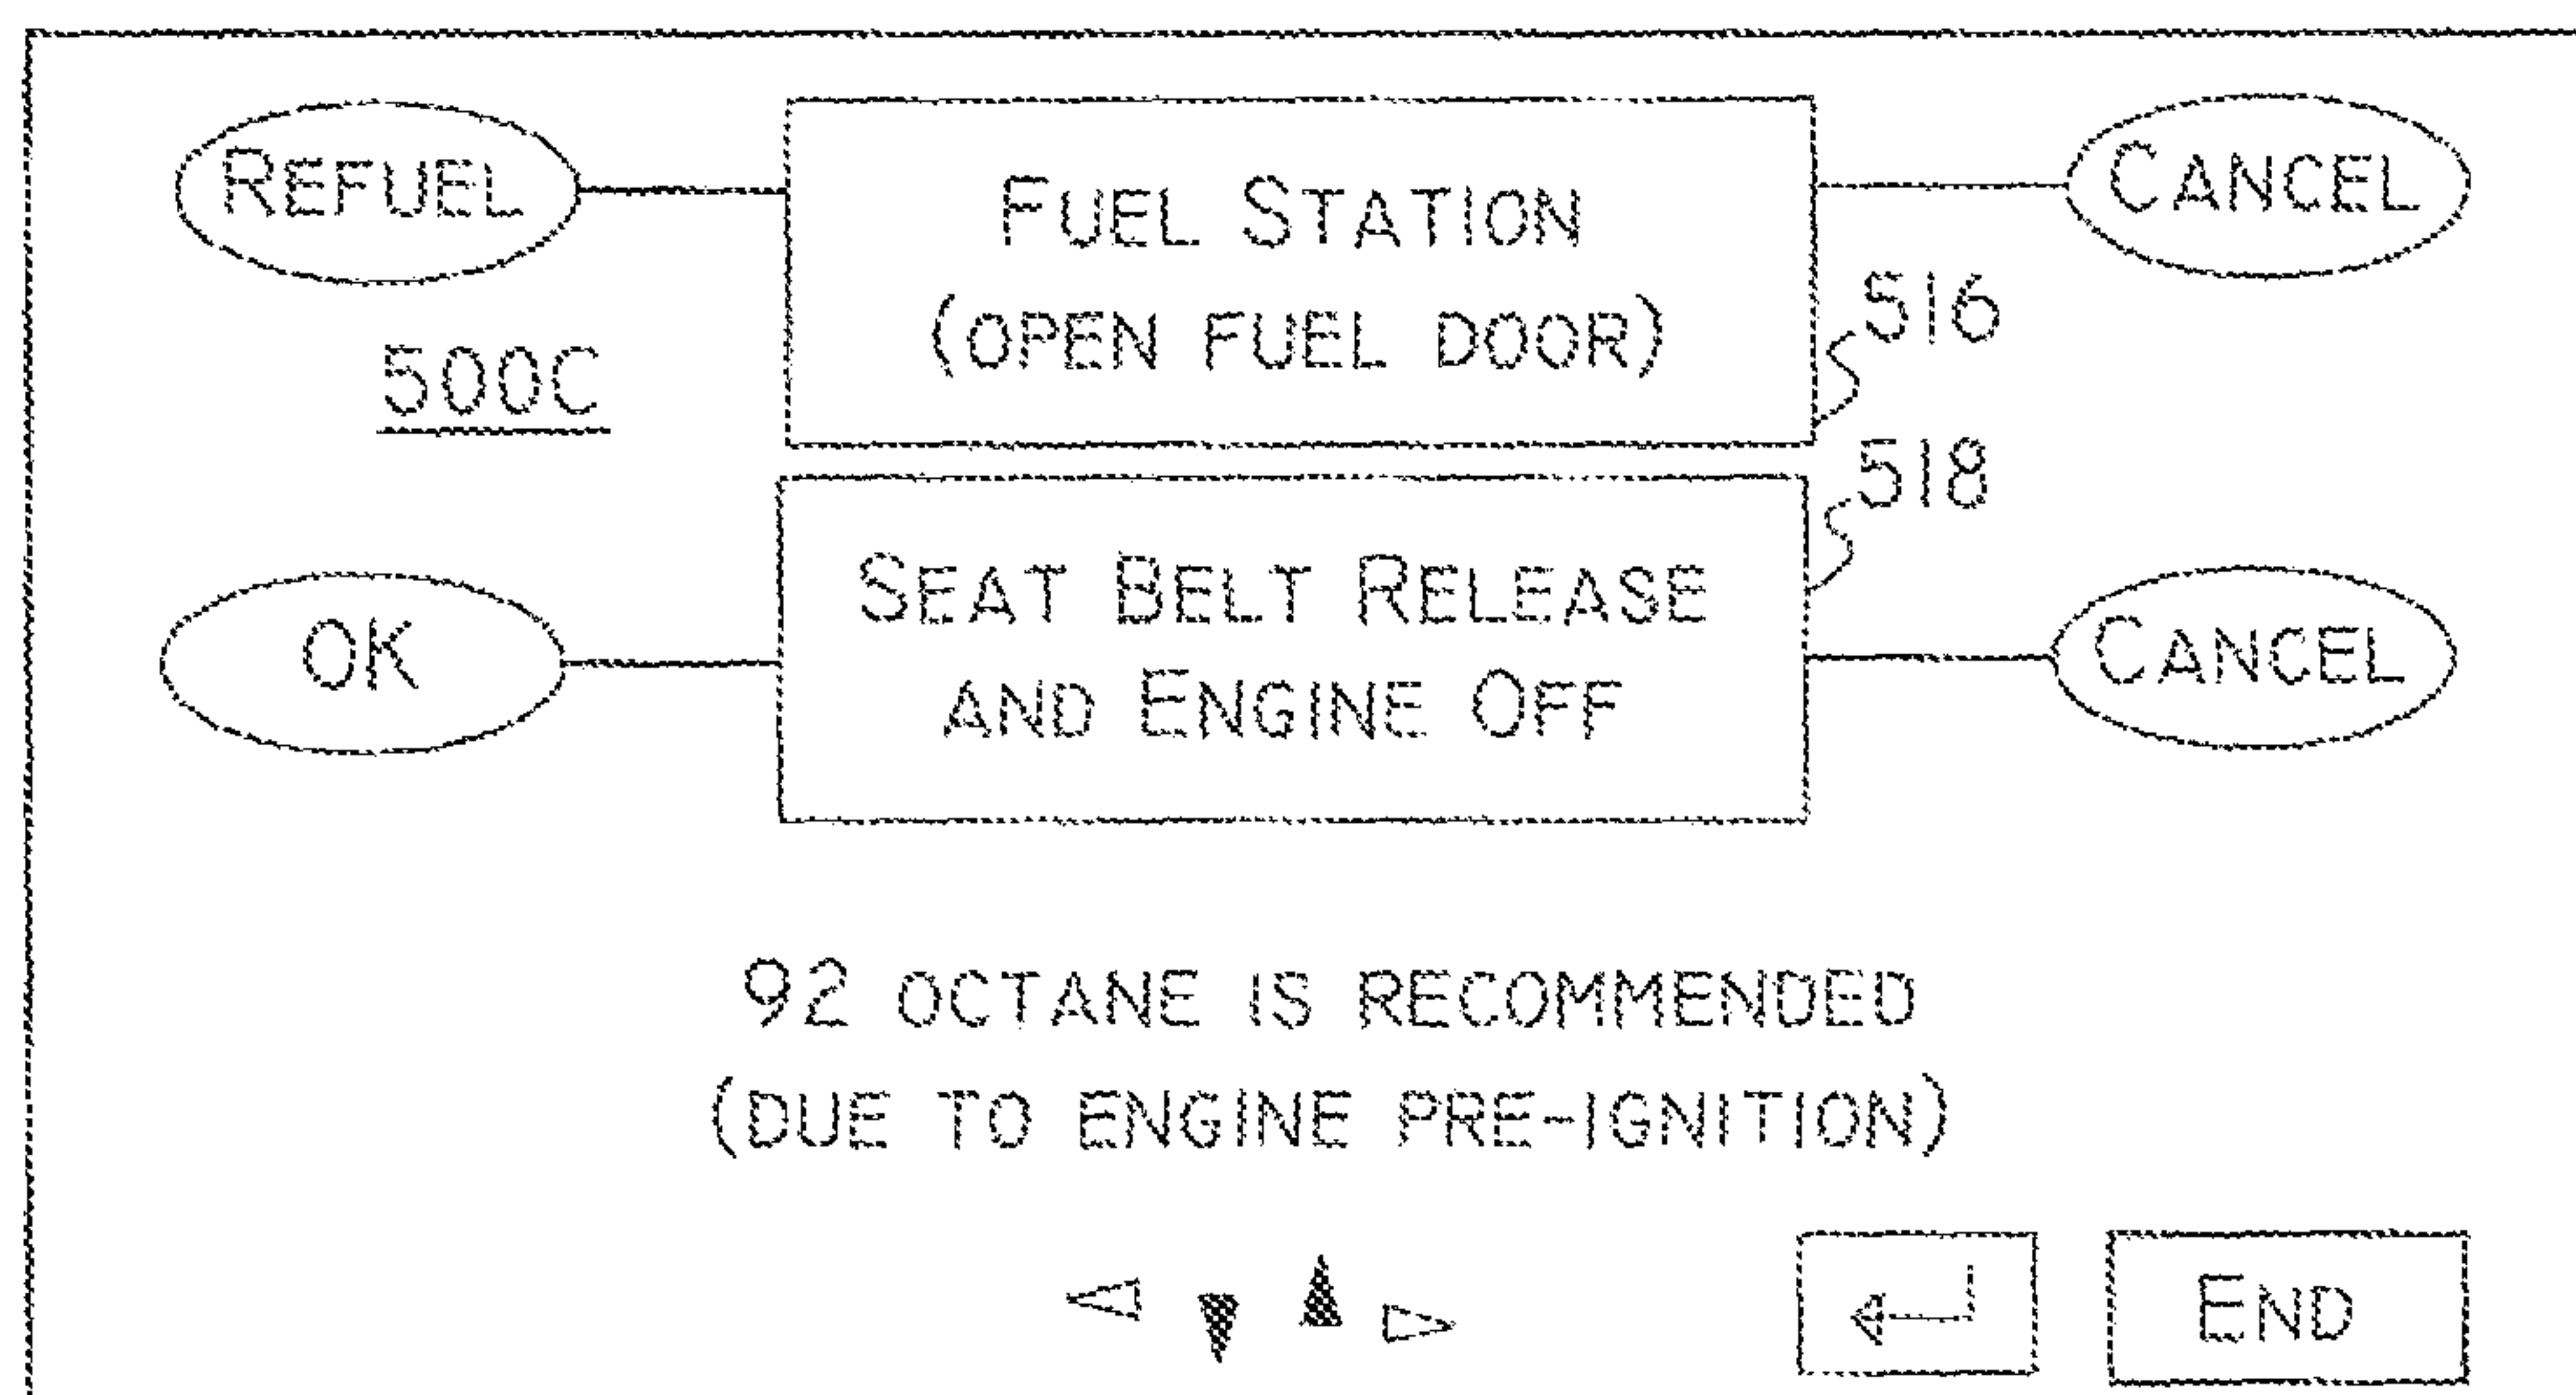 REFUEL
FUEL STATION
(OPEN FUEL DOOR)
CANCEL
516
500C
518
OK
SEAT BELT RELEASE
AND ENGINE OFF
CANCEL
92 OCTANE IS RECOMMENDED
(DUE TO ENGINE PRE-IGNITION)
END